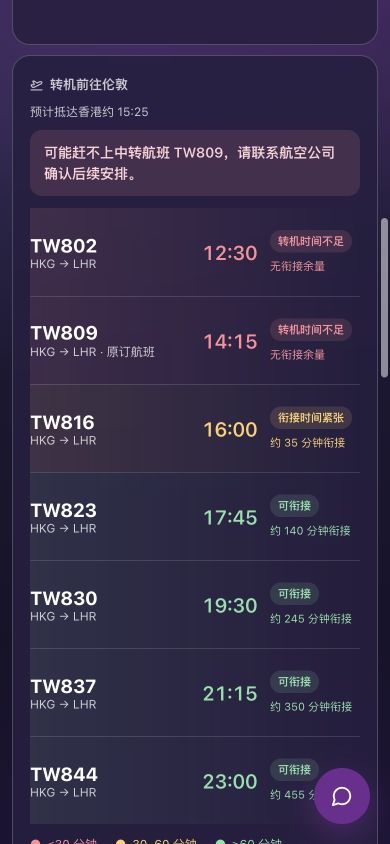 转机前往伦敦
预计抵达香港约 15:25
可能赶不上中转航班 TW809，请联系航空公司
确认后续安排。
TW802
HKG → LHR
12:30
转机时间不足
无衔接余量
TW809
HKG → LHR · 原订航班
14:15
转机时间不足
无衔接余量
TW816
HKG → LHR
16:00
衔接时间紧张
约 35 分钟衔接
TW823
HKG → LHR
17:45
可衔接
约 140 分钟衔接
TW830
HKG → LHR
19:30
可衔接
约 245 分钟衔接
TW837
HKG → LHR
21:15
可衔接
约 350 分钟衔接
TW844
HKG → LHR
23:00
可衔接
约 455